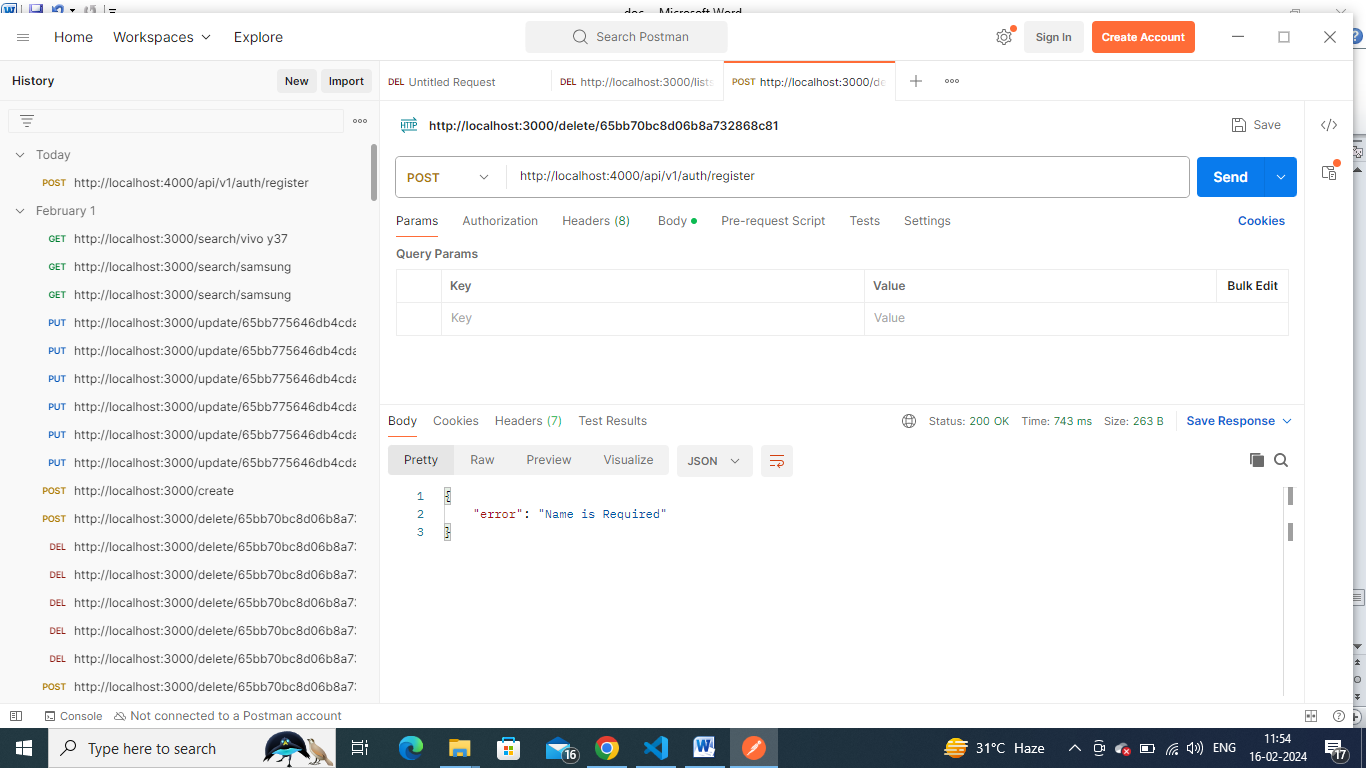 doc - Microsoft Word
Home Workspaces Explore Search Postman Sign In Create Account
History New Import
DEL Untitled Request DEL http://localhost:3000/lists POST http://localhost:3000/de
HTTP http://localhost:3000/delete/65bb70bc8d06b8a732868c81 Save
Today
POST http://localhost:4000/api/v1/auth/register
February 1
GET http://localhost:3000/search/vivo y37
GET http://localhost:3000/search/samsung
GET http://localhost:3000/search/samsung
PUT http://localhost:3000/update/65bb775646db4cda
PUT http://localhost:3000/update/65bb775646db4cda
PUT http://localhost:3000/update/65bb775646db4cda
PUT http://localhost:3000/update/65bb775646db4cda
PUT http://localhost:3000/update/65bb775646db4cda
PUT http://localhost:3000/update/65bb775646db4cda
POST http://localhost:3000/create
POST http://localhost:3000/delete/65bb70bc8d06b8a73
DEL http://localhost:3000/delete/65bb70bc8d06b8a73
DEL http://localhost:3000/delete/65bb70bc8d06b8a73
DEL http://localhost:3000/delete/65bb70bc8d06b8a73
DEL http://localhost:3000/delete/65bb70bc8d06b8a73
DEL http://localhost:3000/delete/65bb70bc8d06b8a73
POST http://localhost:3000/delete/65bb70bc8d06b8a73
POST http://localhost:4000/api/v1/auth/register Send
Params Authorization Headers (8) Body Pre-request Script Tests Settings Cookies
Query Params
Key Value Bulk Edit
Key Value
Body Cookies Headers (7) Test Results Status: 200 OK Time: 743 ms Size: 263 B Save Response
Pretty Raw Preview Visualize JSON
1 {
2 "error": "Name is Required"
3 }
Console Not connected to a Postman account
Type here to search 16 31°C Haze ENG 11:54
16-02-2024 17